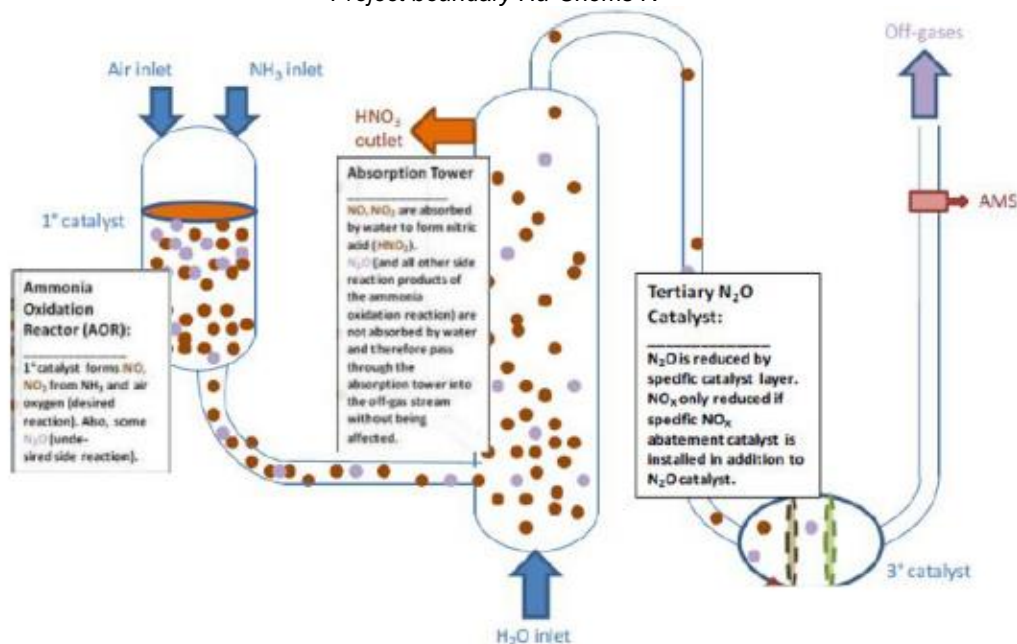 Off-gases
Air inlet
NH₃ inlet
HNO₃
outlet
Absorption Tower
NO, NO₂ are absorbed
by water to form nitric
acid (HNO₃).
N₂O (and all other side
reaction products of
the ammonia
oxidation reaction) are
not absorbed by water
and therefore pass
through the
absorption tower into
the off-gas stream
without being
affected.
1° catalyst
Ammonia
Oxidation
Reactor (AOR):
1° catalyst forms NO,
NO₂ from NH₃ and air
oxygen (desired
reaction). Also, some
N₂O (unde-
sired side reaction).
AMS
Tertiary N₂O
Catalyst:
N₂O is reduced by
specific catalyst layer.
NOₓ only reduced if
specific NOₓ
abatement catalyst is
installed in addition to
N₂O catalyst.
3° catalyst
H₂O inlet